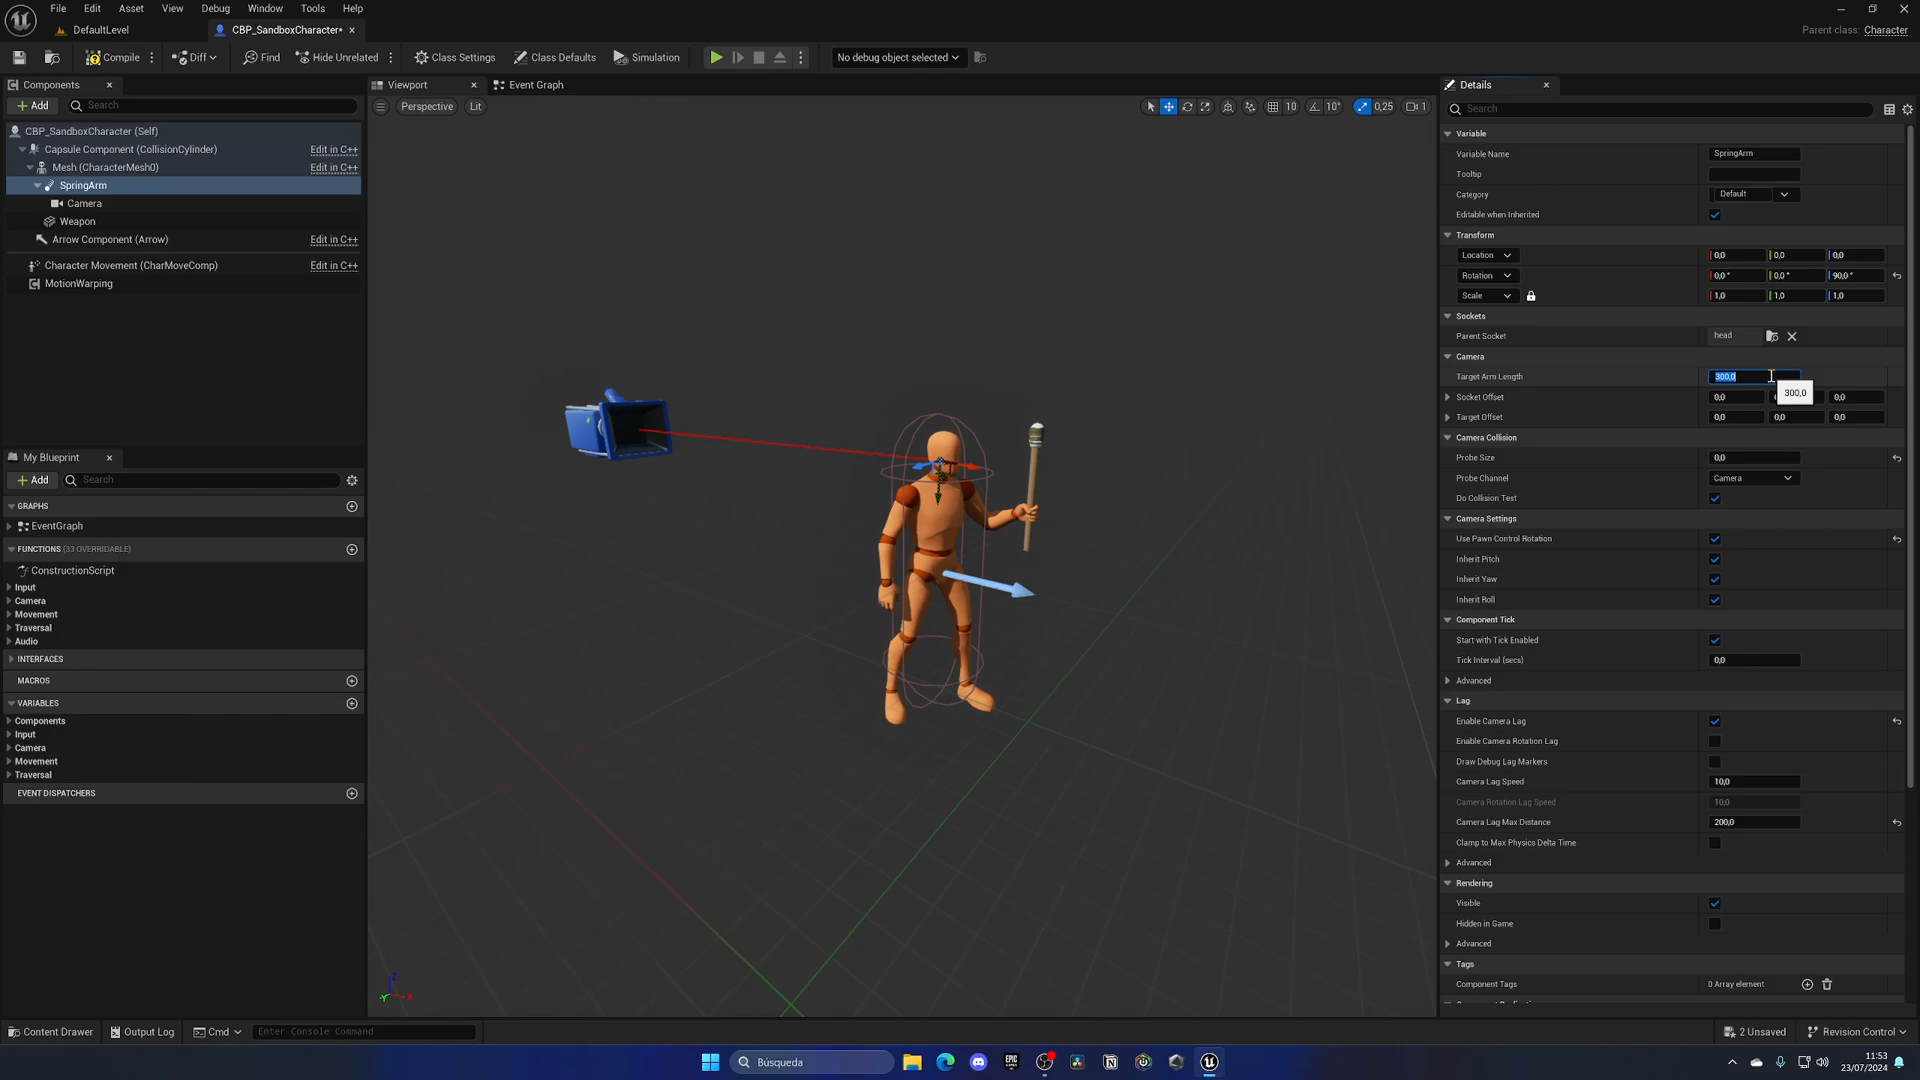 File Edit Asset View Debug Window Tools Help
DefaultLevel CBP_SandboxCharacter* Parent class: Character
Compile Diff Find Hide Unrelated Class Settings Class Defaults Simulation No debug object selected
Components
Add Search
CBP_SandboxCharacter (Self)
Capsule Component (CollisionCylinder) Edit in C++
Mesh (CharacterMesh0) Edit in C++
SpringArm
Camera
Weapon
Arrow Component (Arrow) Edit in C++
Character Movement (CharMoveComp) Edit in C++
MotionWarping
My Blueprint
Add Search
GRAPHS
EventGraph
FUNCTIONS (33 OVERRIDABLE)
ConstructionScript
Input
Camera
Movement
Traversal
Audio
INTERFACES
MACROS
VARIABLES
Components
Input
Camera
Movement
Traversal
EVENT DISPATCHERS
Viewport Event Graph
Perspective Lit 10 10° 0,25 1
Z
Y
X
Details
Search
Variable
Variable Name SpringArm
Tooltip
Category Default
Editable when Inherited
Transform
Location 0,0 0,0 0,0
Rotation 0,0 ° 0,0 ° 90,0 °
Scale 1,0 1,0 1,0
Sockets
Parent Socket head
Camera
Target Arm Length 300,0
300,0
Socket Offset 0,0 0,0
Target Offset 0,0 0,0 0,0
Camera Collision
Probe Size 0,0
Probe Channel Camera
Do Collision Test
Camera Settings
Use Pawn Control Rotation
Inherit Pitch
Inherit Yaw
Inherit Roll
Component Tick
Start with Tick Enabled
Tick Interval (secs) 0,0
Advanced
Lag
Enable Camera Lag
Enable Camera Rotation Lag
Draw Debug Lag Markers
Camera Lag Speed 10,0
Camera Rotation Lag Speed 10,0
Camera Lag Max Distance 200,0
Clamp to Max Physics Delta Time
Advanced
Rendering
Visible
Hidden in Game
Advanced
Tags
Component Tags 0 Array element
Content Drawer Output Log Cmd Enter Console Command 2 Unsaved Revision Control
Búsqueda
11:53
23/07/2024